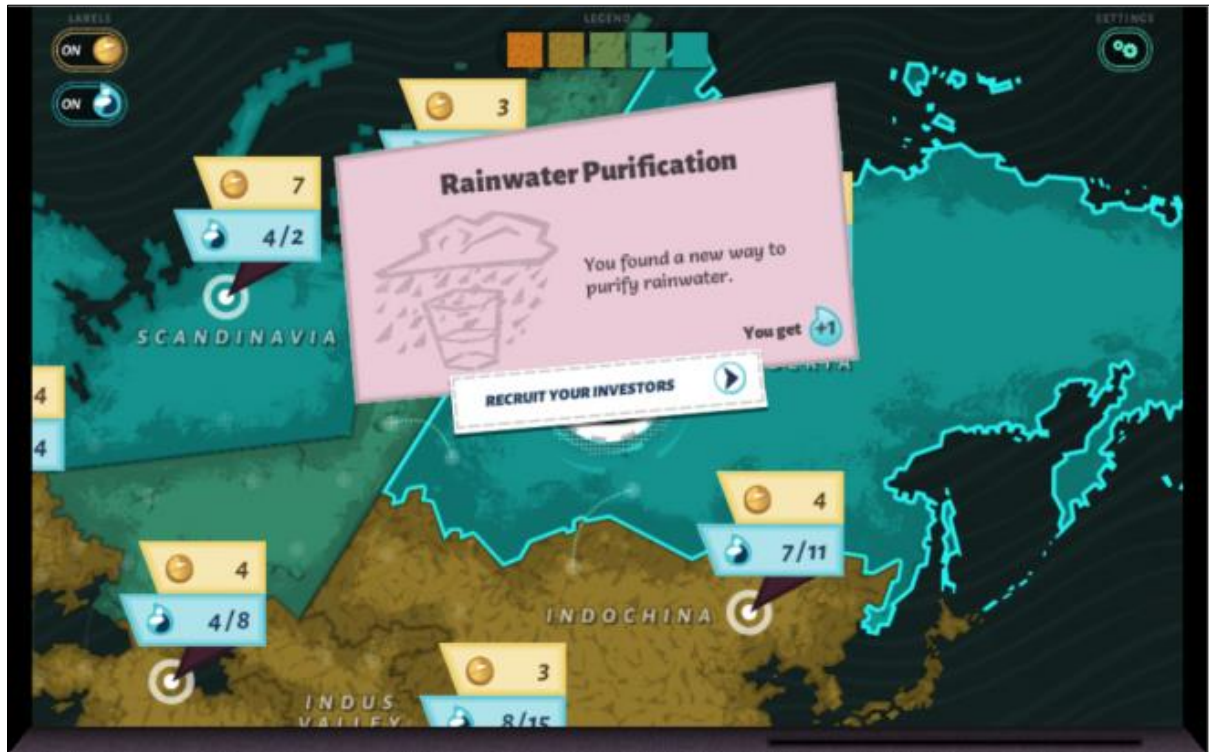 LABELS
LEGEND
SETTINGS
ON
ON
3
7
4/2
Rainwater Purification
You found a new way to
purify rainwater.
You get +1
SCANDINAVIA
RECRUIT YOUR INVESTORS
4
4
4
7/11
INDOCHINA
4
4/8
3
8/15
INDUS
VALLEY